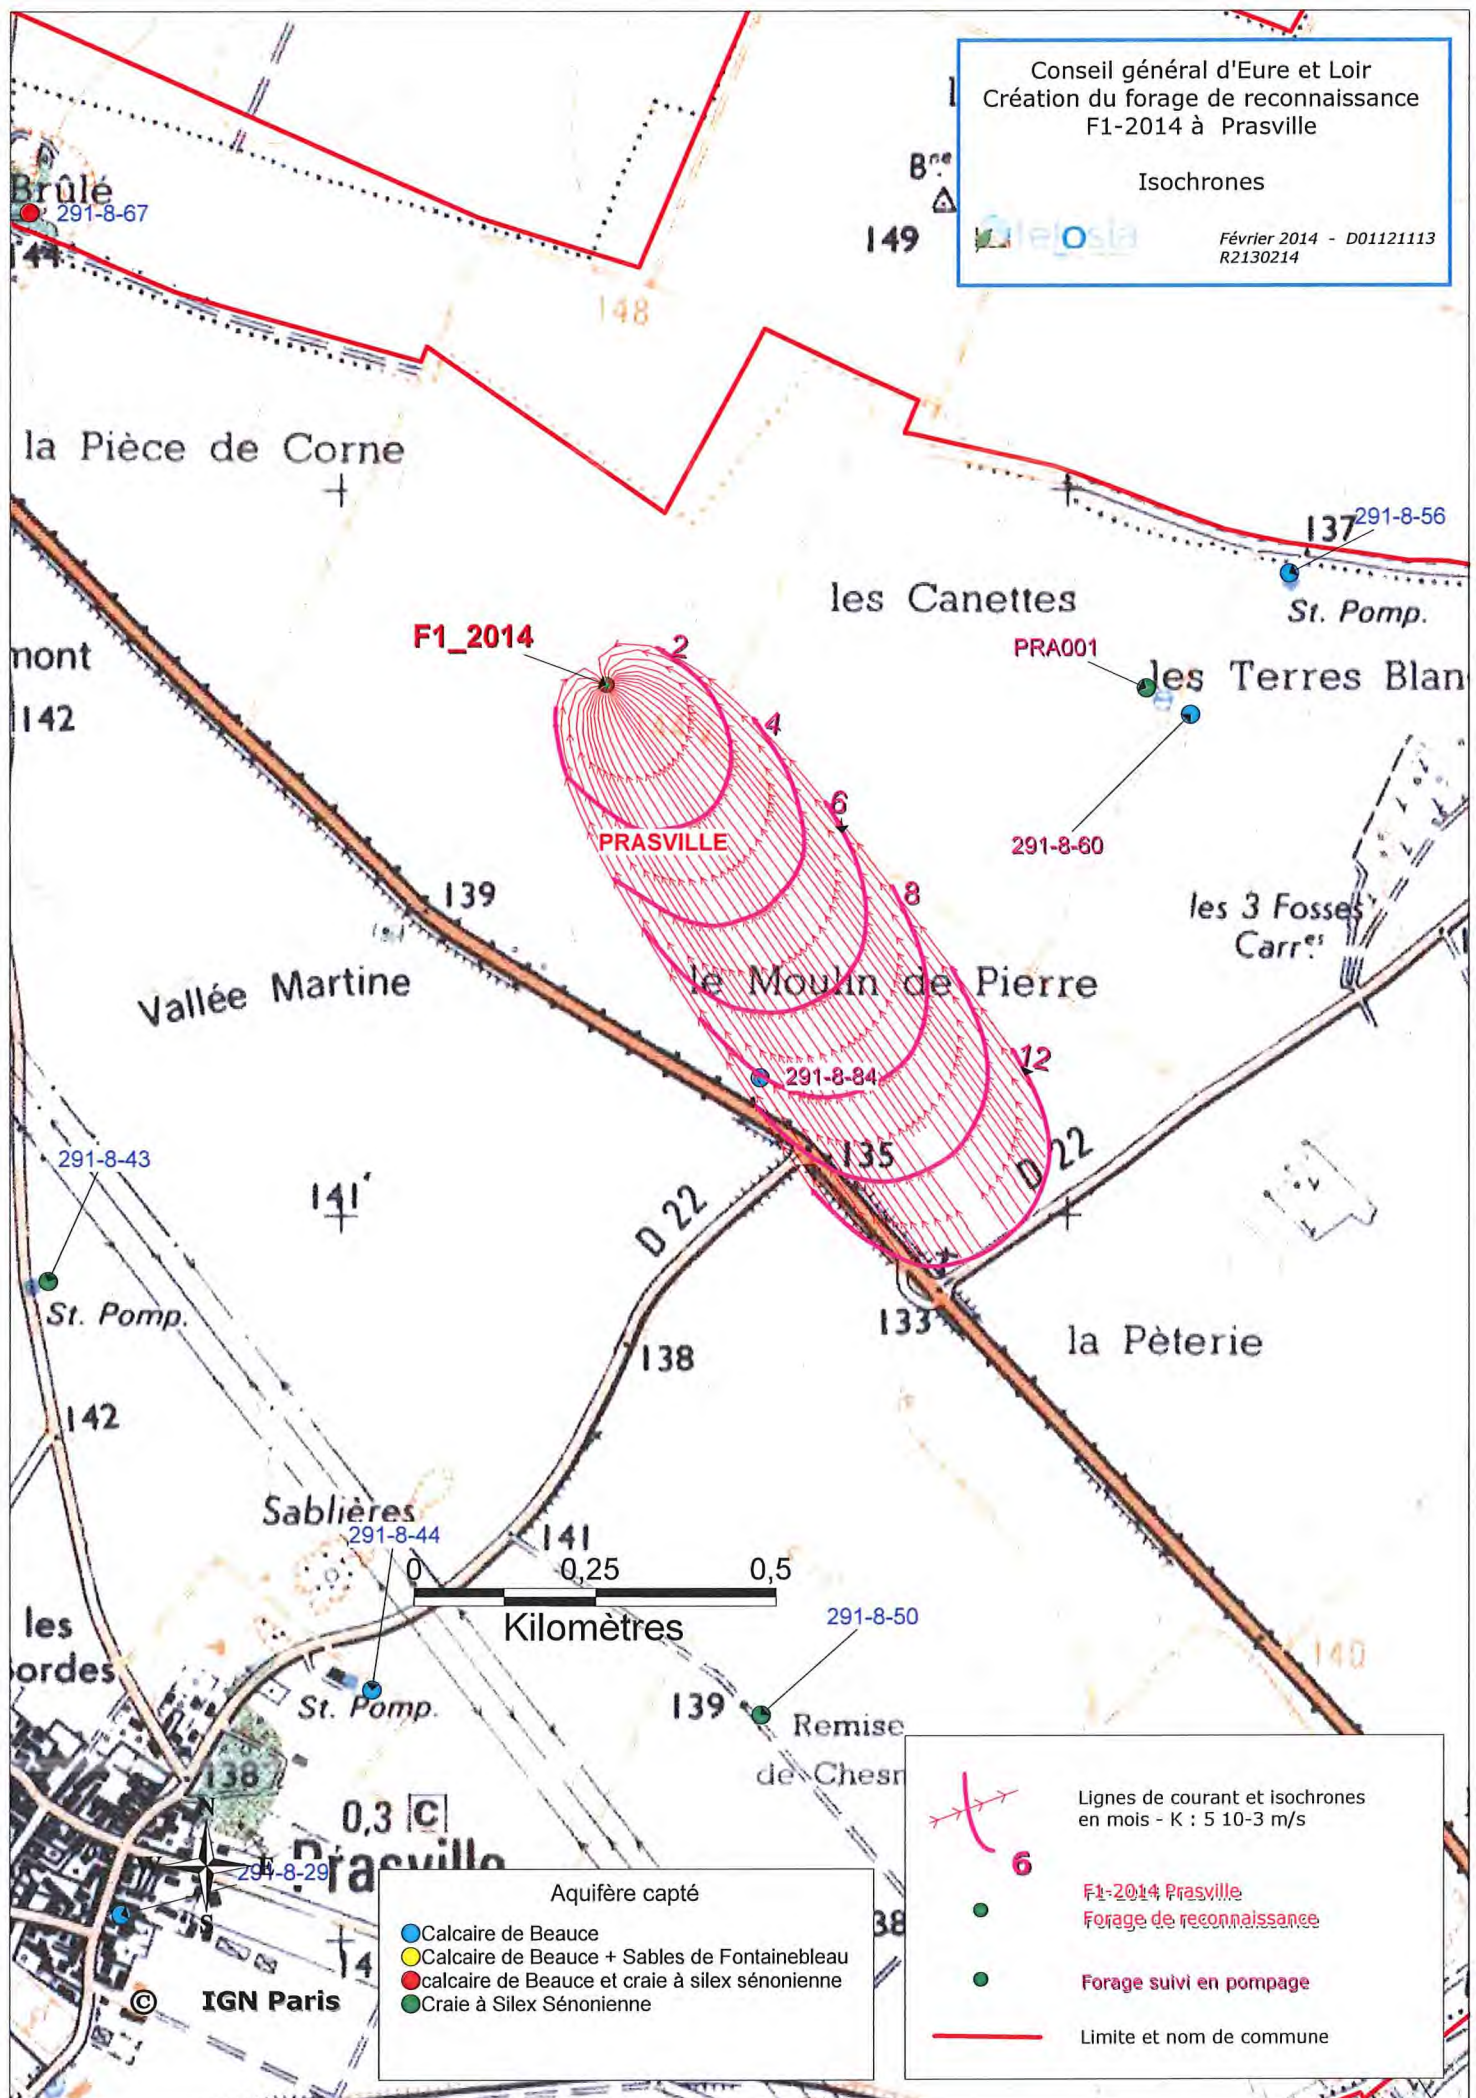 Conseil général d'Eure et Loir
Création du forage de reconnaissance
F1-2014 à Prasville
Isochrones
Février 2014 - D01121113
R2130214
Bne
149
Brûlé
291-8-67
144
148
la Pièce de Corne
137
291-8-56
St. Pomp.
les Canettes
F1_2014
PRA001
les Terres Blan
mont
142
2
4
6
8
12
PRASVILLE
291-8-60
139
les 3 Fosses
Carres
Vallée Martine
le Moulin de Pierre
291-8-84
135
D 22
291-8-43
141
D 22
St. Pomp.
133
la Pèterie
138
142
Sablières
291-8-44
141
0 0,25 0,5
Kilomètres
291-8-50
les
ordes
140
St. Pomp.
139
Remise
de Chesn
138
0,3 C
Prasville
N
W E
S
291-8-29
38
14
© IGN Paris
Aquifère capté
Calcaire de Beauce
Calcaire de Beauce + Sables de Fontainebleau
calcaire de Beauce et craie à silex sénonienne
Craie à Silex Sénonienne
Lignes de courant et isochrones
en mois - K : 5 10-3 m/s
6
F1-2014 Prasville
Forage de reconnaissance
Forage suivi en pompage
Limite et nom de commune